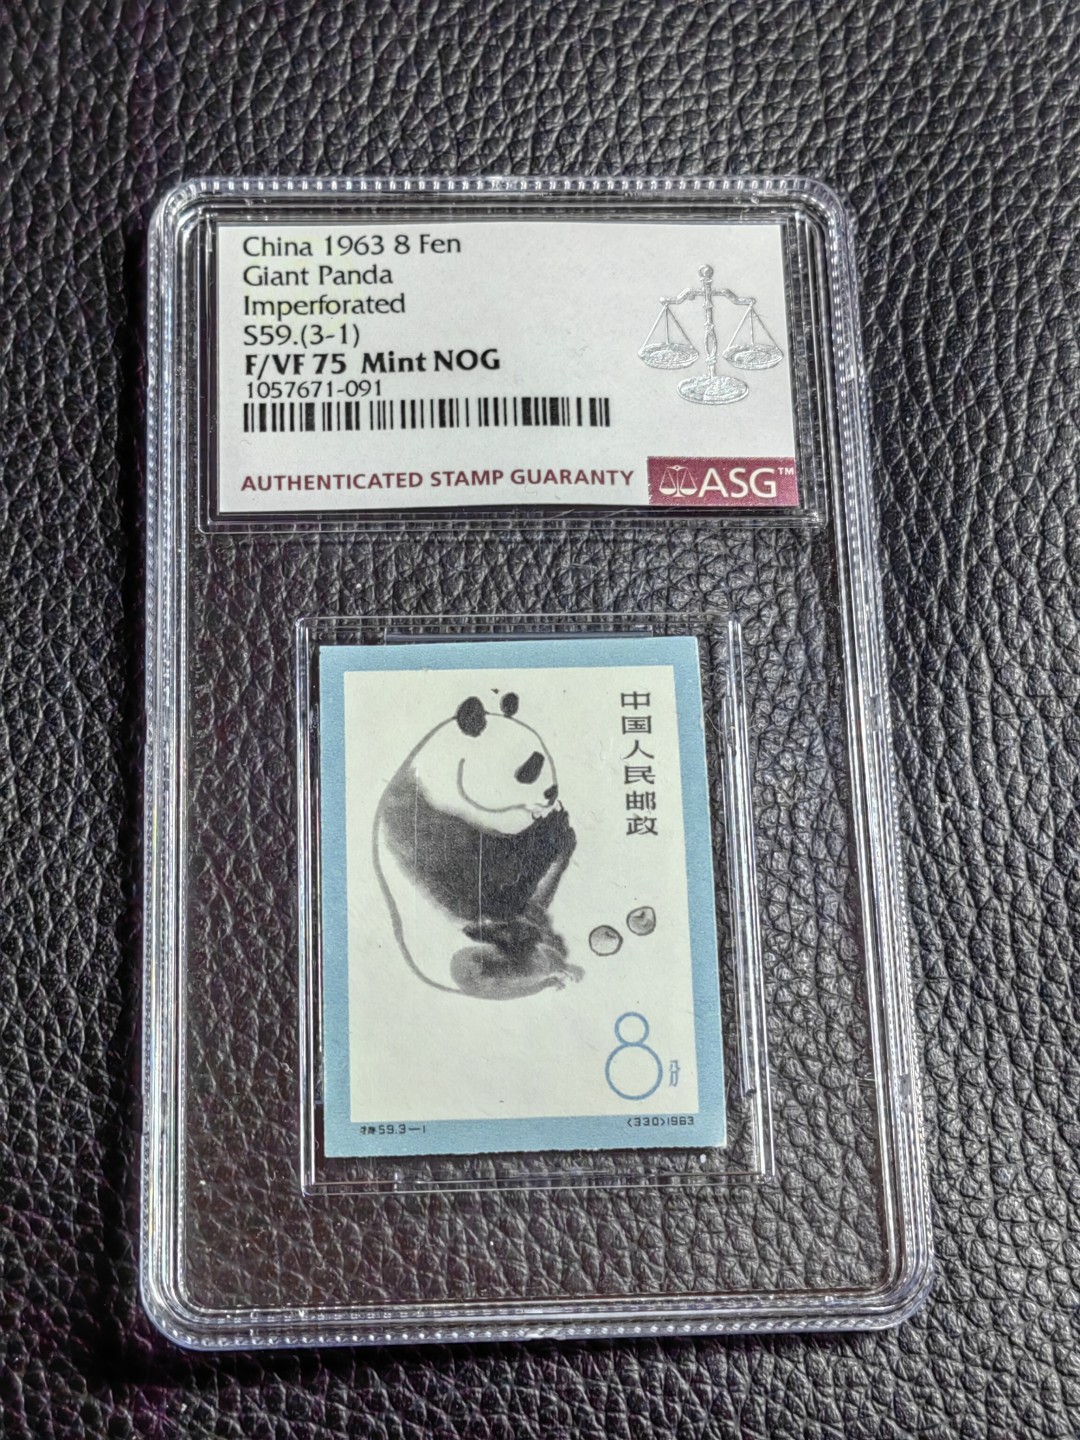 China 1963 8 Fen
Giant Panda
Imperforated
S59.(3-1)
F/VF 75 Mint NOG
1057671-091
AUTHENTICATED STAMP GUARANTY
ASG™
中国人民邮政
8分
特59.3—1
(330)1963